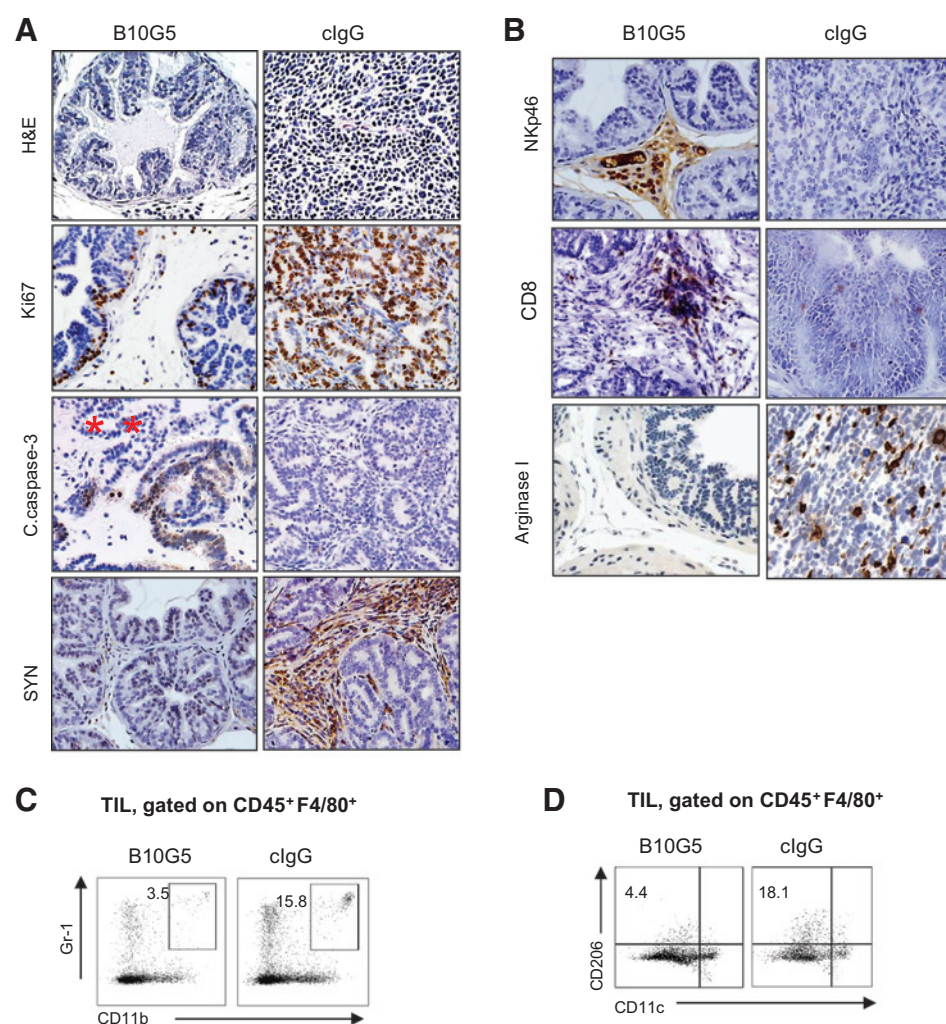 A
B10G5 cIgG
H&E
Ki67
* *
C.caspase-3
SYN
B
B10G5 cIgG
NKp46
CD8
Arginase I
C
TIL, gated on CD45+F4/80+
B10G5 cIgG
3.5 15.8
Gr-1
CD11b
D
TIL, gated on CD45+F4/80+
B10G5 cIgG
4.4 18.1
CD206
CD11c